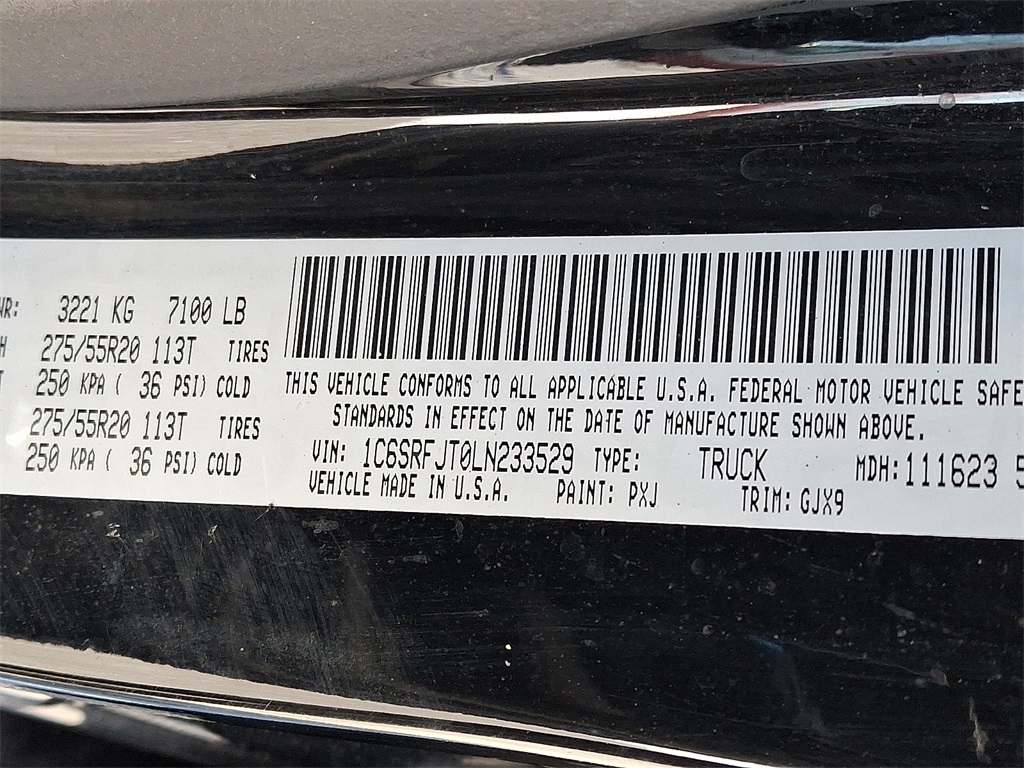 WR: 3221 KG 7100 LB
H 275/55R20 113T TIRES
T 250 KPA ( 36 PSI) COLD
275/55R20 113T TIRES
250 KPA ( 36 PSI) COLD
THIS VEHICLE CONFORMS TO ALL APPLICABLE U.S.A. FEDERAL MOTOR VEHICLE SAFE
STANDARDS IN EFFECT ON THE DATE OF MANUFACTURE SHOWN ABOVE.
VIN: 1C6SRFJT0LN233529 TYPE: TRUCK MDH: 111623 5
VEHICLE MADE IN U.S.A. PAINT: PXJ TRIM: GJX9